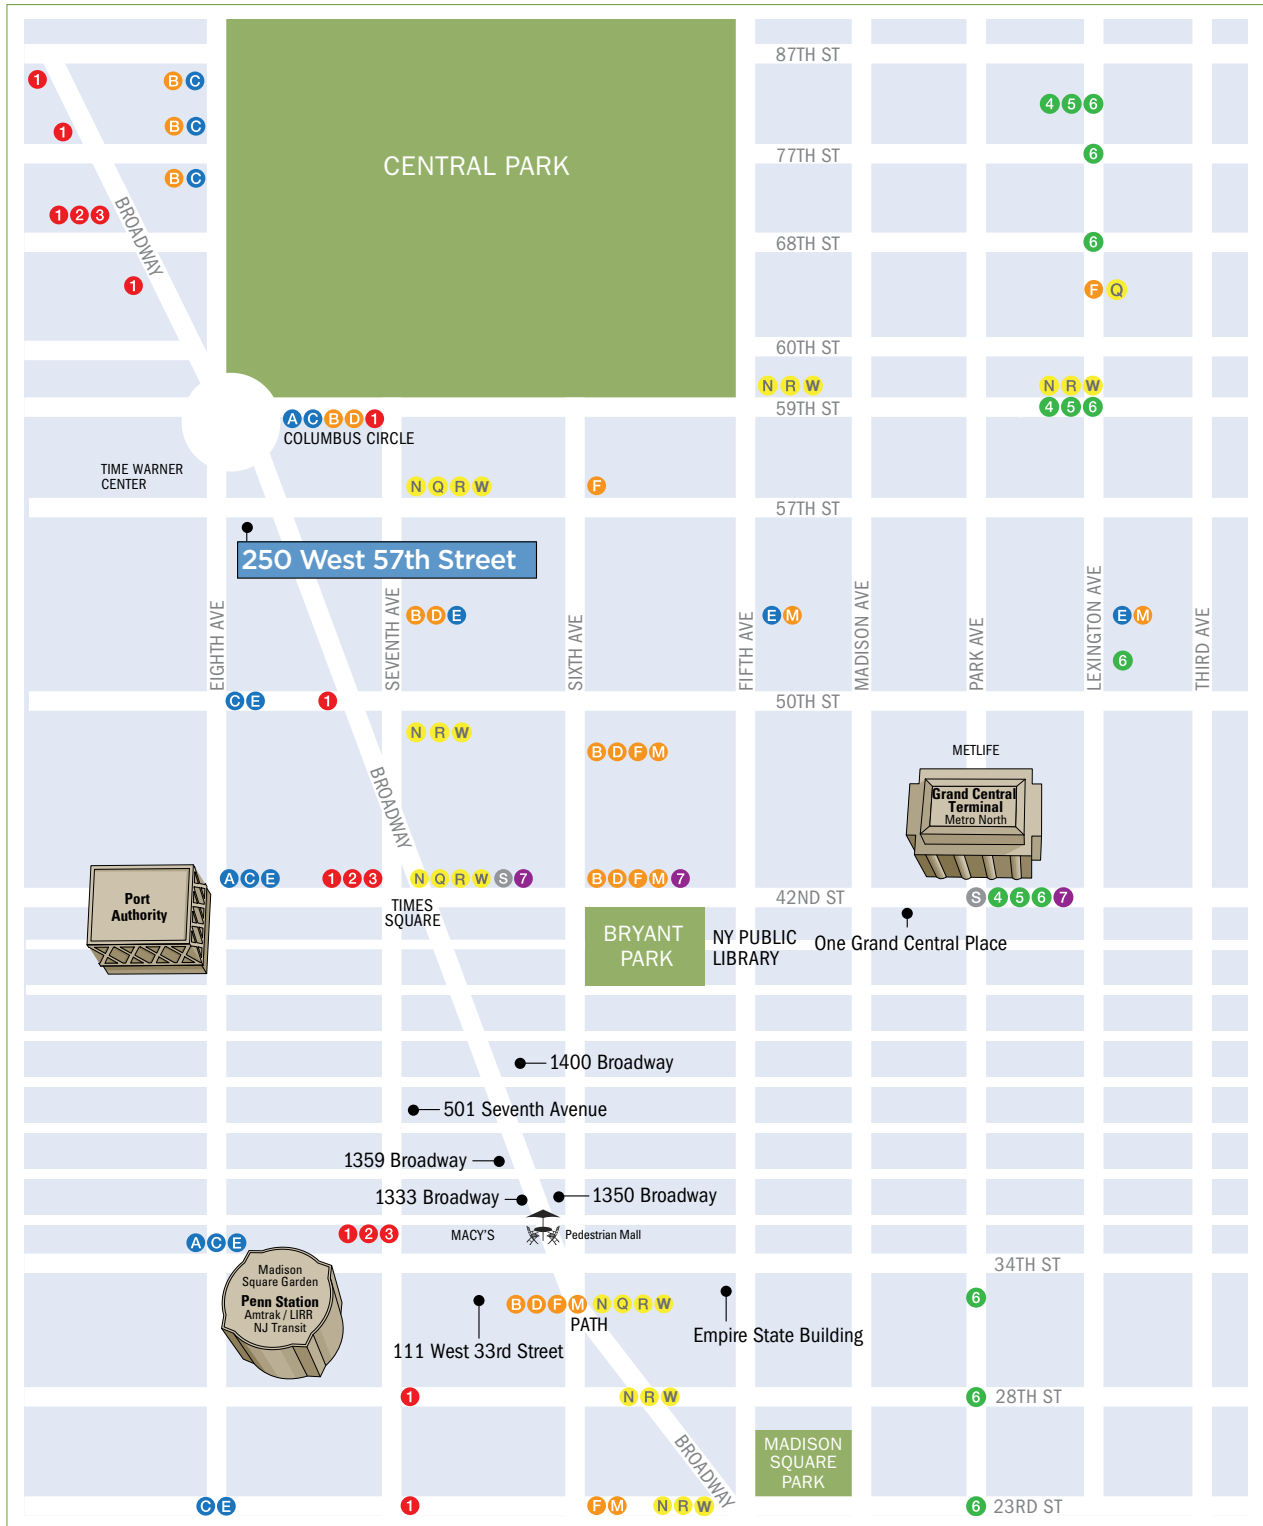 87TH ST
1
B C
4 5 6
B C
1
CENTRAL PARK
77TH ST
6
B C
BROADWAY
1 2 3
68TH ST
6
1
F Q
60TH ST
N R W
N R W
59TH ST
4 5 6
A C B D 1
COLUMBUS CIRCLE
TIME WARNER
CENTER
N Q R W
F
57TH ST
250 West 57th Street
EIGHTH AVE
SEVENTH AVE
SIXTH AVE
FIFTH AVE
MADISON AVE
PARK AVE
LEXINGTON AVE
THIRD AVE
B D E
E M
E M
6
C E
1
50TH ST
N R W
B D F M
METLIFE
BROADWAY
Grand Central
Terminal
Metro North
A C E
1 2 3
N Q R W S 7
B D F M 7
Port
Authority
TIMES
SQUARE
42ND ST
S 4 5 6 7
BRYANT
PARK
NY PUBLIC
LIBRARY
One Grand Central Place
1400 Broadway
501 Seventh Avenue
1359 Broadway
1333 Broadway
1350 Broadway
1 2 3
MACY'S
Pedestrian Mall
A C E
34TH ST
Madison
Square Garden
Penn Station
Amtrak / LIRR
NJ Transit
B D F M N Q R W
PATH
6
111 West 33rd Street
Empire State Building
1
N R W
6
28TH ST
BROADWAY
MADISON
SQUARE
PARK
C E
1
F M
N R W
6
23RD ST